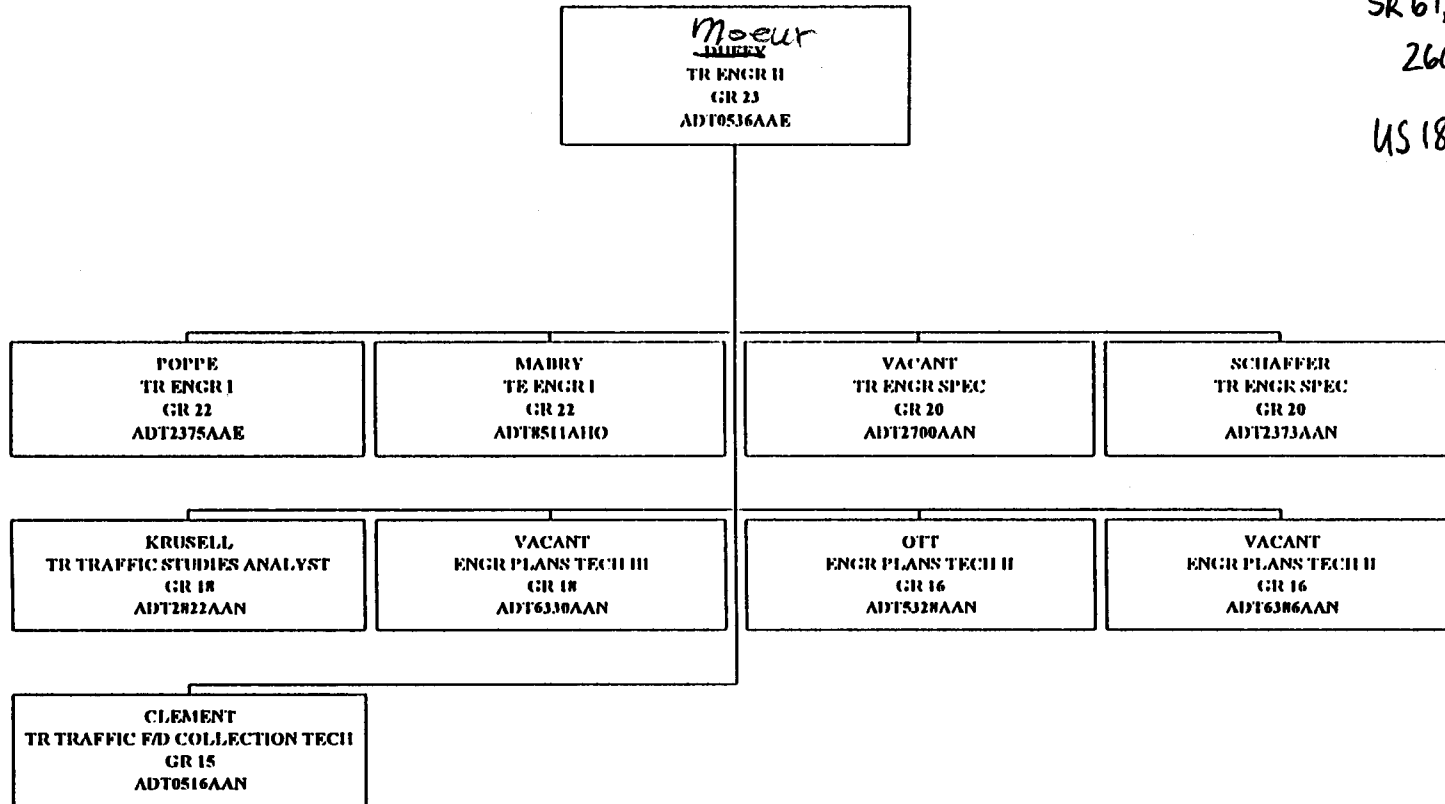 SR 61,
260
US 18
Moeur
DUFFY
TR ENGR II
GR 23
ADT0536AAE
POPPE
TR ENGR I
GR 22
ADT2375AAE
MABRY
TE ENGR I
GR 22
ADT8511AHO
VACANT
TR ENGR SPEC
GR 20
ADT2700AAN
SCHAFFER
TR ENGR SPEC
GR 20
ADT2373AAN
KRUSELL
TR TRAFFIC STUDIES ANALYST
GR 18
ADT2822AAN
VACANT
ENGR PLANS TECH III
GR 18
ADT6330AAN
OTT
ENGR PLANS TECH II
GR 16
ADT5328AAN
VACANT
ENGR PLANS TECH II
GR 16
ADT6386AAN
CLEMENT
TR TRAFFIC F/D COLLECTION TECH
GR 15
ADT0516AAN